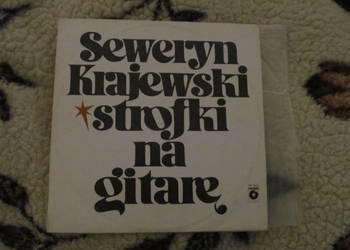 Seweryn
Krajewski
strofki
na
gitarę